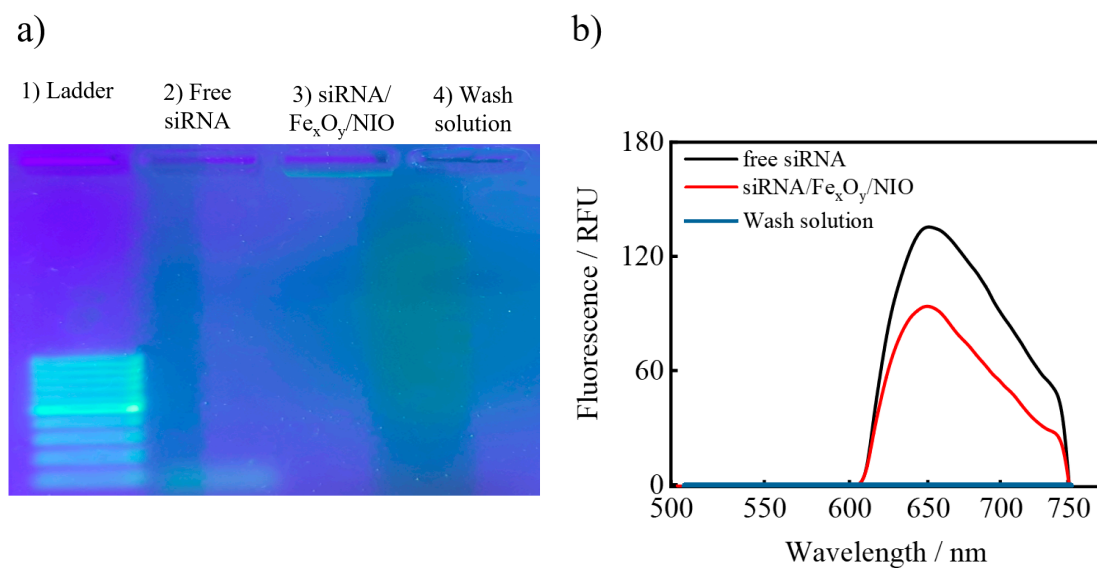 a)
1) Ladder
2) Free
siRNA
3) siRNA/
FexOy/NIO
4) Wash
solution
b)
Fluorescence / RFU
180
120
60
0
free siRNA
siRNA/FexOy/NIO
Wash solution
500 550 600 650 700 750
Wavelength / nm